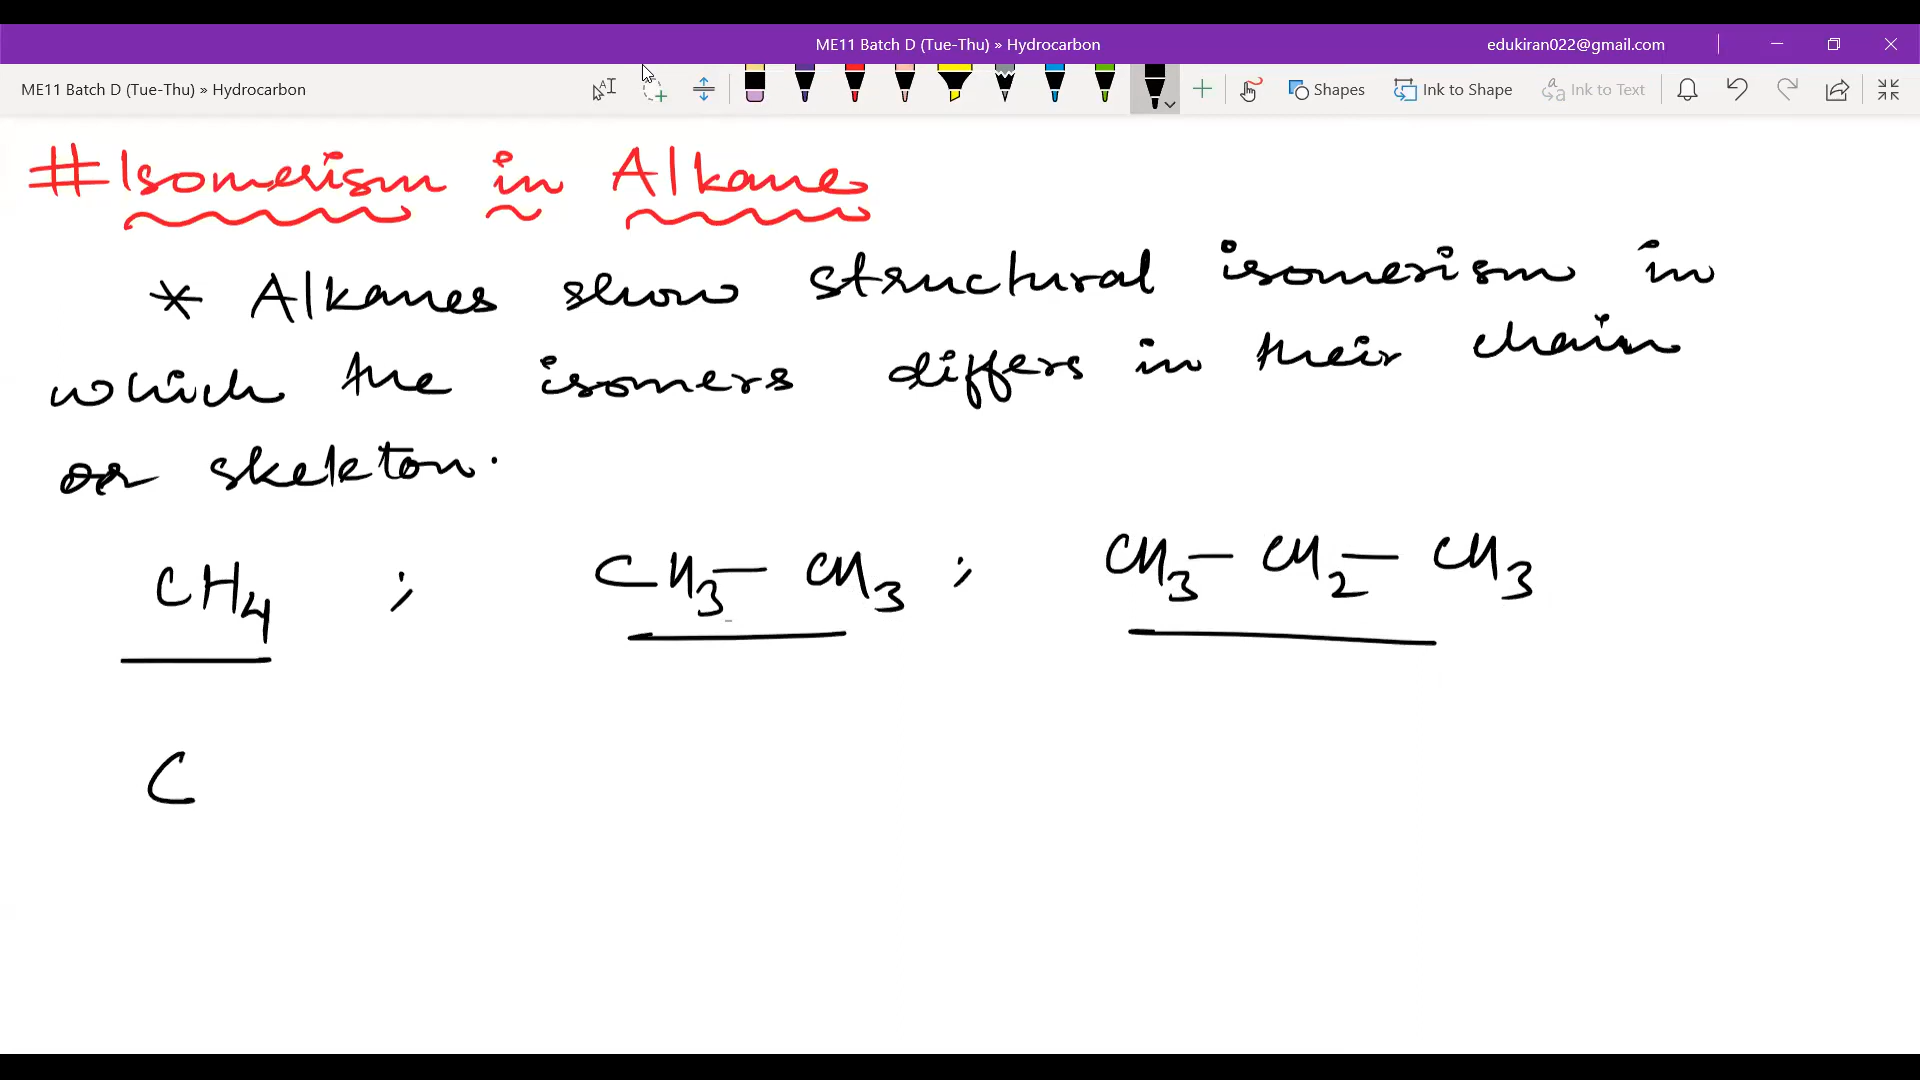 ME11 Batch D (Tue-Thu) » Hydrocarbon
edukiran022@gmail.com
ME11 Batch D (Tue-Thu) » Hydrocarbon
Shapes
Ink to Shape
Ink to Text
#Isomerism in Alkane
* Alkanes show structural isomerism in
which the isomers differs in their chain
or skeleton.
CH4 ; CH3— CH3 ; CH3— CH2— CH3
C